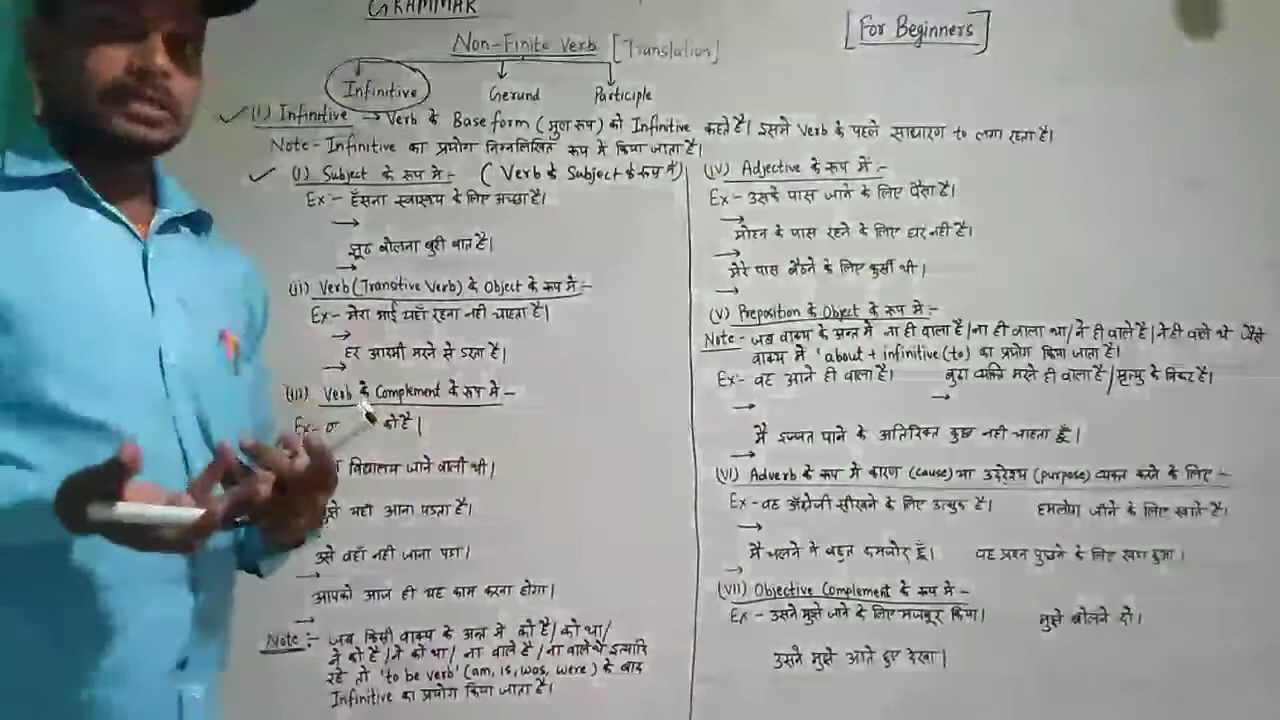 GRAMMAR
[For Beginners]
Non-Finite Verb [Translation]
Infinitive Gerund Participle
(1) Infinitive → Verb के Base form (मुल रूप) को Infinitive कहते है। इसमे Verb के पहले साधारण to लगा रहता है।
Note- Infinitive का प्रयोग निम्नलिखित रूप मे किया जाता है।
(i) Subject के रूप मे:- ( Verb के Subject के रूप मे)
Ex:- हँसना स्वास्थय के लिए अच्छा है।
→
झूठ बोलना बुरी बात है।
→
(ii) Verb (Transitive Verb) के Object के रूप मे:-
Ex:- मेरा भाई यहाँ रहना नही चाहता है।
→
हर आदमी मरने से डरता है।
→
(iii) Verb के Complement के रूप मे:-
Ex:- को है।
विद्यालय जाने वाली थी।
यहाँ आना पड़ता है।
उसे वहाँ नही जाना पड़ा।
→
आपको आज ही यह काम करना होगा।
→
Note:- जब किसी वाक्य के अन्त मे को है/को था/
ने को है/ने को था/ ना वाले है/ना वाले थे इत्यादि
रहे तो 'to be verb' (am, is, was, were) के बाद
Infinitive का प्रयोग किया जाता है।
(iv) Adjective के रूप मे:-
Ex- उसके पास जाने के लिए पैसा है।
→
मोहन के पास रहने के लिए घर नही है।
→
मेरे पास बैठने के लिए कुर्सी थी।
→
(v) Preposition के Object के रूप मे:-
Note- जब वाक्य के अन्त मे ना ही वाला है/ना ही वाला था/ने ही वाले है/ने ही वाले थे वैसे
वाक्य मे 'about + infinitive (to) का प्रयोग किया जाता है।
Ex:- वह आने ही वाला है। बुढा व्यक्ति मरने ही वाला है/मृत्यु के निकट है।
→ →
मै इज्जत पाने के अतिरिक्त कुछ नही चाहता हूँ।
→
(vi) Adverb के रूप मे कारण (cause) या उद्देश्य (purpose) व्यक्त करने के लिए:-
Ex- वह अँग्रेजी सीखने के लिए उत्सुक है। हमलोग जीने के लिए खाते है।
→
मै चलने मे बहुत कमजोर हूँ। वह प्रश्न पुछने के लिए खड़ा हुआ।
→
(vii) Objective Complement के रूप मे:-
Ex- उसने मुझे जाने के लिए मजबूर किया। मुझे बोलने दो।
उसने मुझे आते हुए देखा।